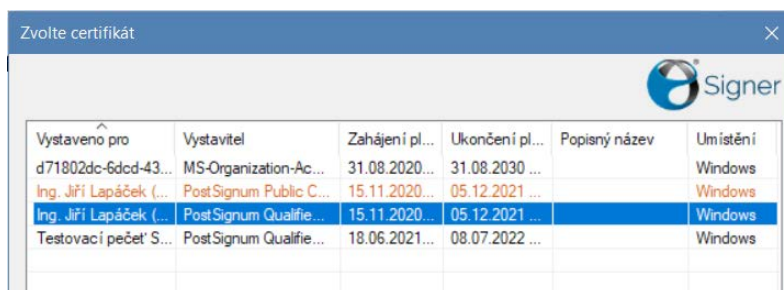 Zvolte certifikát
Signer
Vystaveno pro Vystavitel Zahájení pl... Ukončení pl... Popisný název Umístění
d71802dc-6dcd-43... MS-Organization-Ac... 31.08.2020... 31.08.2030 ... Windows
Ing. Jiří Lapáček (... PostSignum Public C... 15.11.2020... 05.12.2021 ... Windows
Ing. Jiří Lapáček (... PostSignum Qualifie... 15.11.2020... 05.12.2021 ... Windows
Testovací pečeť S... PostSignum Qualifie... 18.06.2021... 08.07.2022 ... Windows